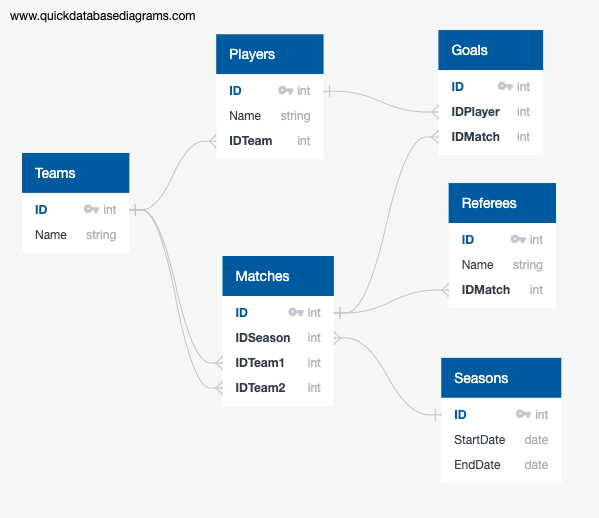 www.quickdatabasediagrams.com
Players
ID int
Name string
IDTeam int
Goals
ID int
IDPlayer int
IDMatch int
Teams
ID int
Name string
Referees
ID int
Name string
IDMatch int
Matches
ID int
IDSeason int
IDTeam1 int
IDTeam2 int
Seasons
ID int
StartDate date
EndDate date